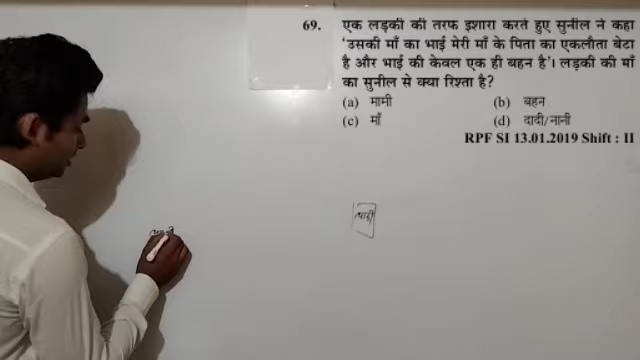 69. एक लड़की की तरफ इशारा करते हुए सुनील ने कहा
'उसकी माँ का भाई मेरी माँ के पिता का एकलौता बेटा
है और भाई की केवल एक ही बहन है'। लड़की की माँ
का सुनील से क्या रिश्ता है?
(a) मामी (b) बहन
(c) माँ (d) दादी/नानी
RPF SI 13.01.2019 Shift : II